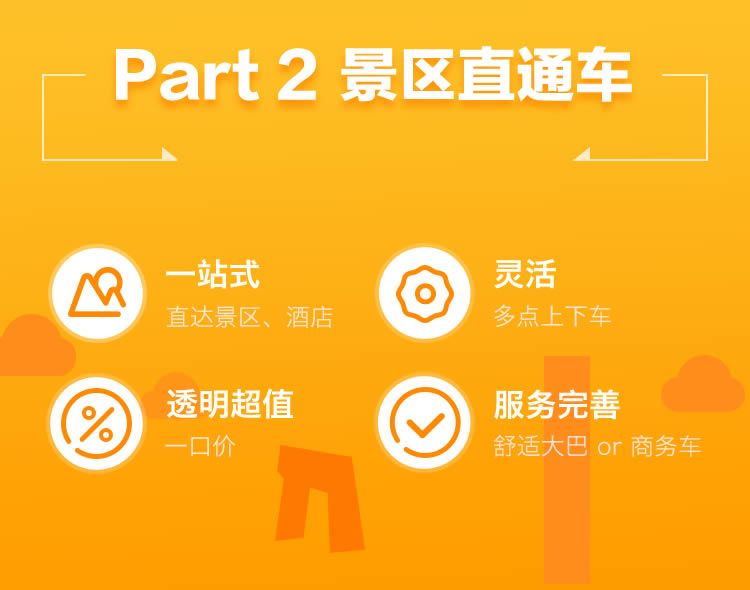 Part 2 景区直通车
一站式
直达景区、酒店
灵活
多点上下车
透明超值
一口价
服务完善
舒适大巴 or 商务车